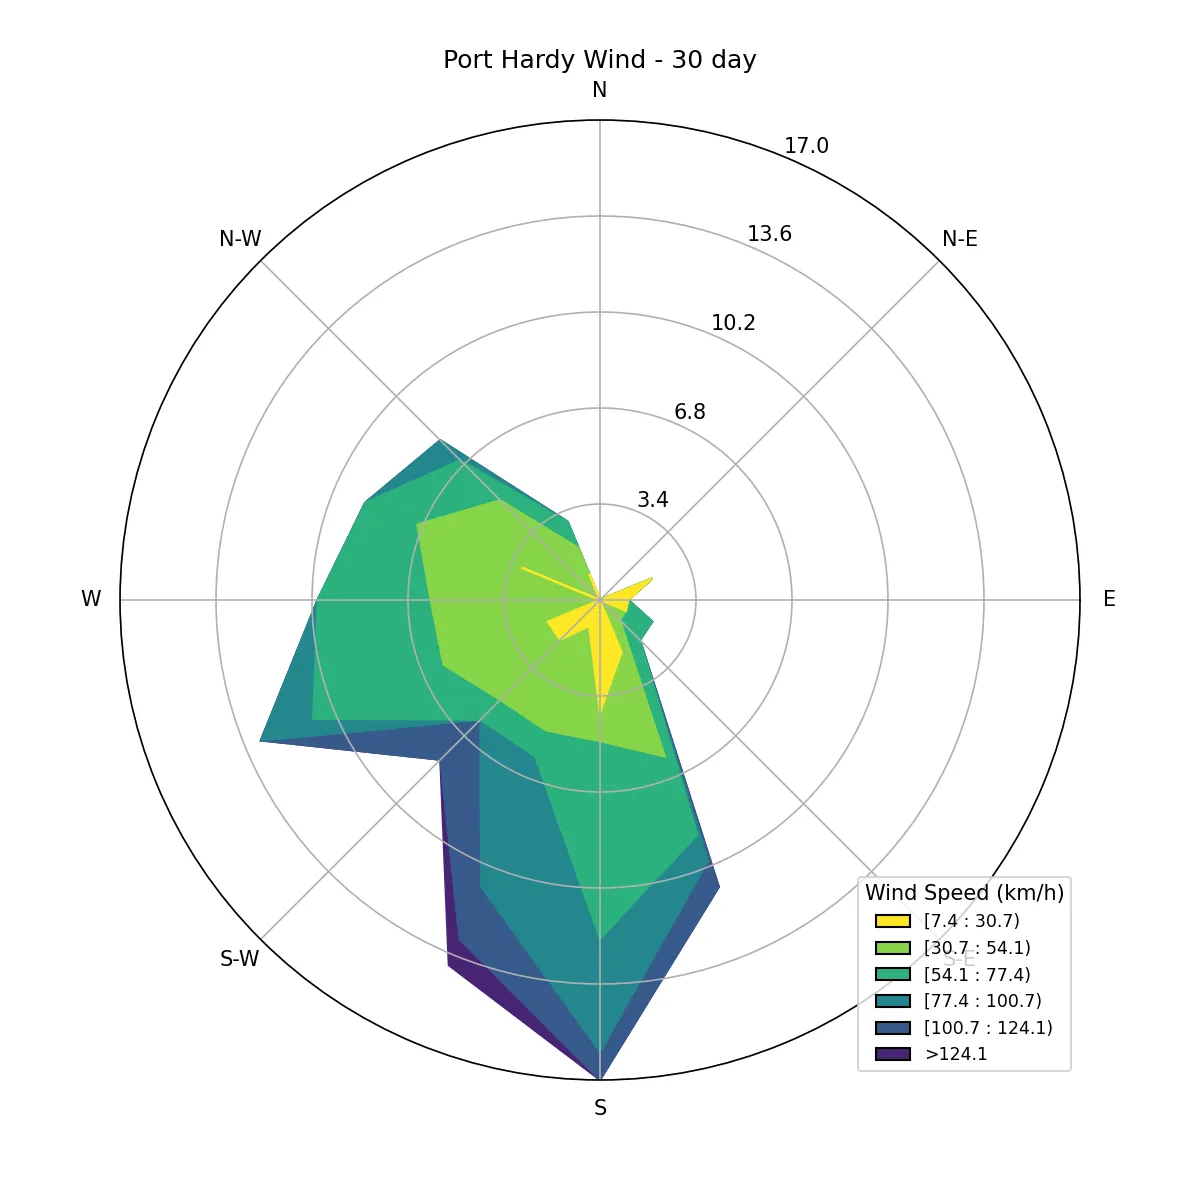 Port Hardy Wind - 30 day
N
17.0
13.6
N-W
N-E
10.2
6.8
3.4
W
E
Wind Speed (km/h)
[7.4 : 30.7)
[30.7 : 54.1)
S-W
S-E
[54.1 : 77.4)
[77.4 : 100.7)
[100.7 : 124.1)
>124.1
S